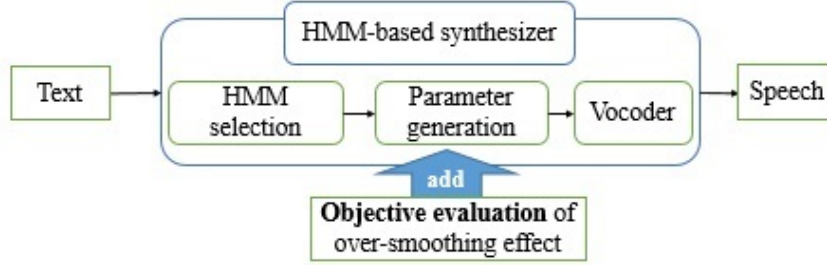 HMM-based synthesizer
Text
HMM
selection
Parameter
generation
Vocoder
Speech
add
Objective evaluation of
over-smoothing effect